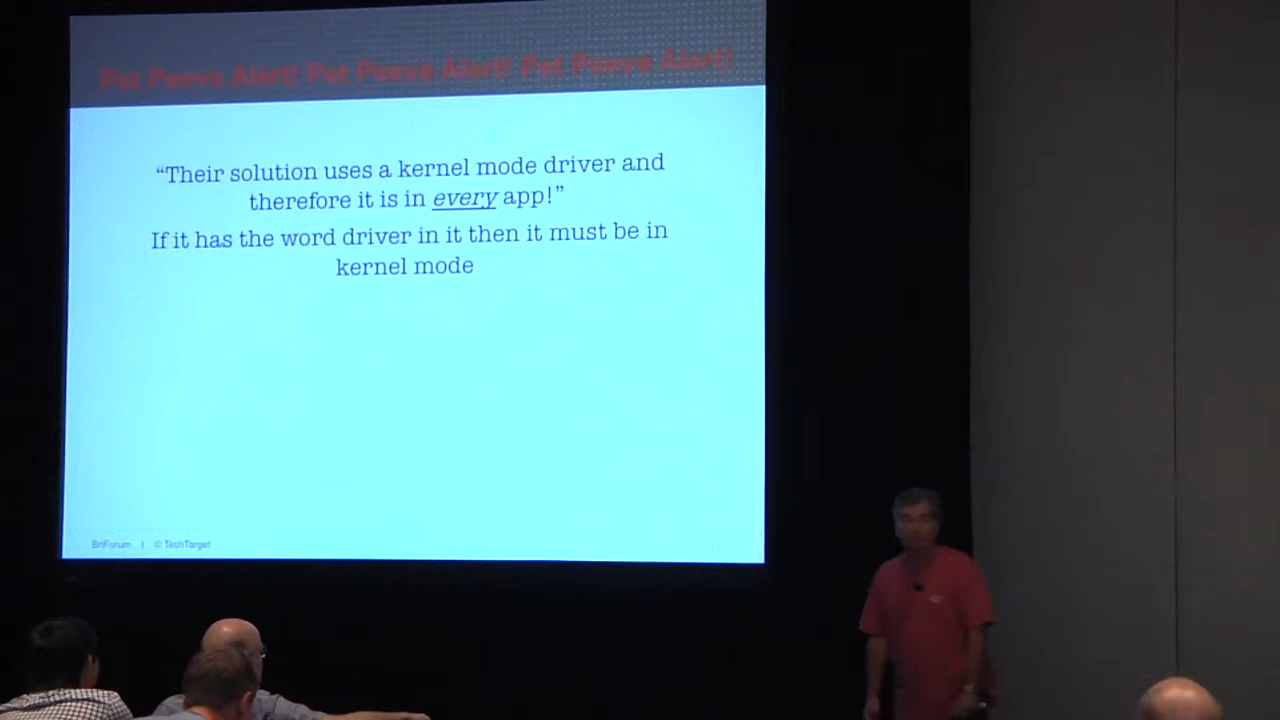 Pet Peeve Alert! Pet Peeve Alert! Pet Peeve Alert!
“Their solution uses a kernel mode driver and
therefore it is in every app!”
If it has the word driver in it then it must be in
kernel mode
BriForum | © TechTarget